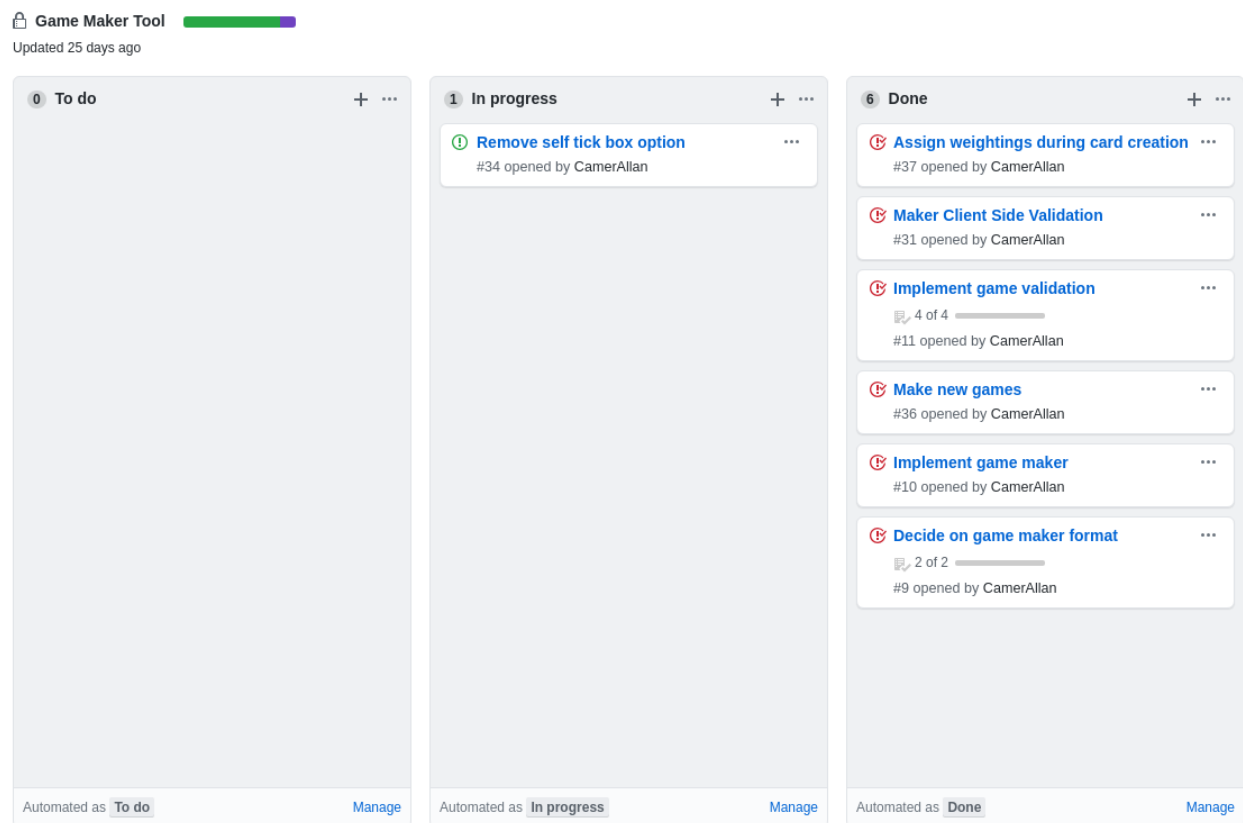 Game Maker Tool
Updated 25 days ago
0 To do
1 In progress
Remove self tick box option
#34 opened by CamerAllan
6 Done
Assign weightings during card creation
#37 opened by CamerAllan
Maker Client Side Validation
#31 opened by CamerAllan
Implement game validation
4 of 4
#11 opened by CamerAllan
Make new games
#36 opened by CamerAllan
Implement game maker
#10 opened by CamerAllan
Decide on game maker format
2 of 2
#9 opened by CamerAllan
Automated as To do Manage
Automated as In progress Manage
Automated as Done Manage